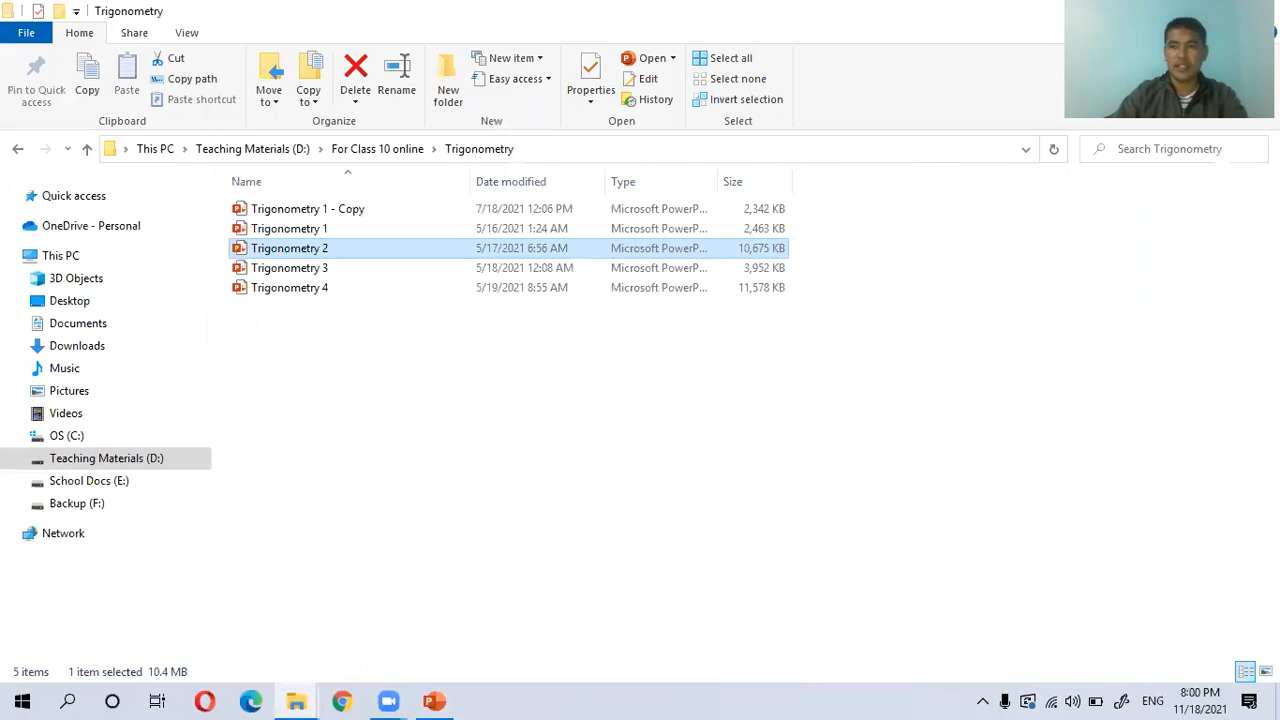 Trigonometry
File Home Share View
Pin to Quick access
Copy
Paste
Cut
Copy path
Paste shortcut
Clipboard
Move to
Copy to
Delete
Rename
Organize
New folder
New item
Easy access
New
Properties
Open
Edit
History
Open
Select all
Select none
Invert selection
Select
This PC Teaching Materials (D:) For Class 10 online Trigonometry
Search Trigonometry
Name Date modified Type Size
Trigonometry 1 - Copy 7/18/2021 12:06 PM Microsoft PowerP... 2,342 KB
Trigonometry 1 5/16/2021 1:24 AM Microsoft PowerP... 2,463 KB
Trigonometry 2 5/17/2021 6:56 AM Microsoft PowerP... 10,675 KB
Trigonometry 3 5/18/2021 12:08 AM Microsoft PowerP... 3,952 KB
Trigonometry 4 5/19/2021 8:55 AM Microsoft PowerP... 11,578 KB
Quick access
OneDrive - Personal
This PC
3D Objects
Desktop
Documents
Downloads
Music
Pictures
Videos
OS (C:)
Teaching Materials (D:)
School Docs (E:)
Backup (F:)
Network
5 items 1 item selected 10.4 MB
ENG
8:00 PM
11/18/2021